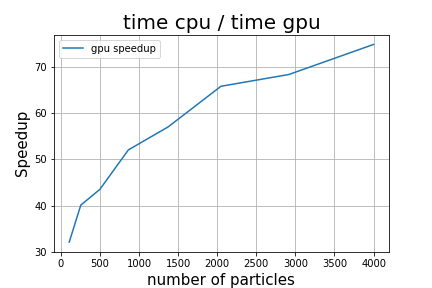 time cpu / time gpu
gpu speedup
Speedup
70
60
50
40
30
0 500 1000 1500 2000 2500 3000 3500 4000
number of particles